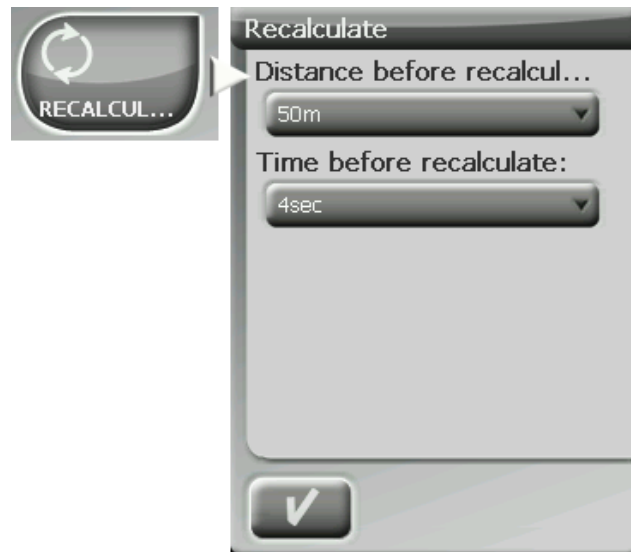 RECALCUL...
Recalculate
Distance before recalcul...
50m
Time before recalculate:
4sec